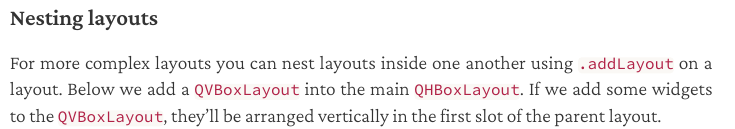 Nesting layouts
For more complex layouts you can nest layouts inside one another using .addLayout on a
layout. Below we add a QVBoxLayout into the main QHBoxLayout. If we add some widgets
to the QVBoxLayout, they’ll be arranged vertically in the first slot of the parent layout.